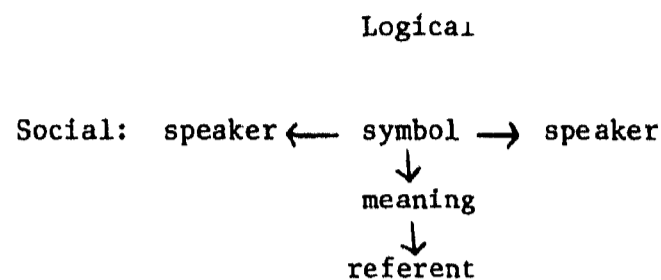 Logical
Social: speaker ← symbol → speaker
↓
meaning
↓
referent